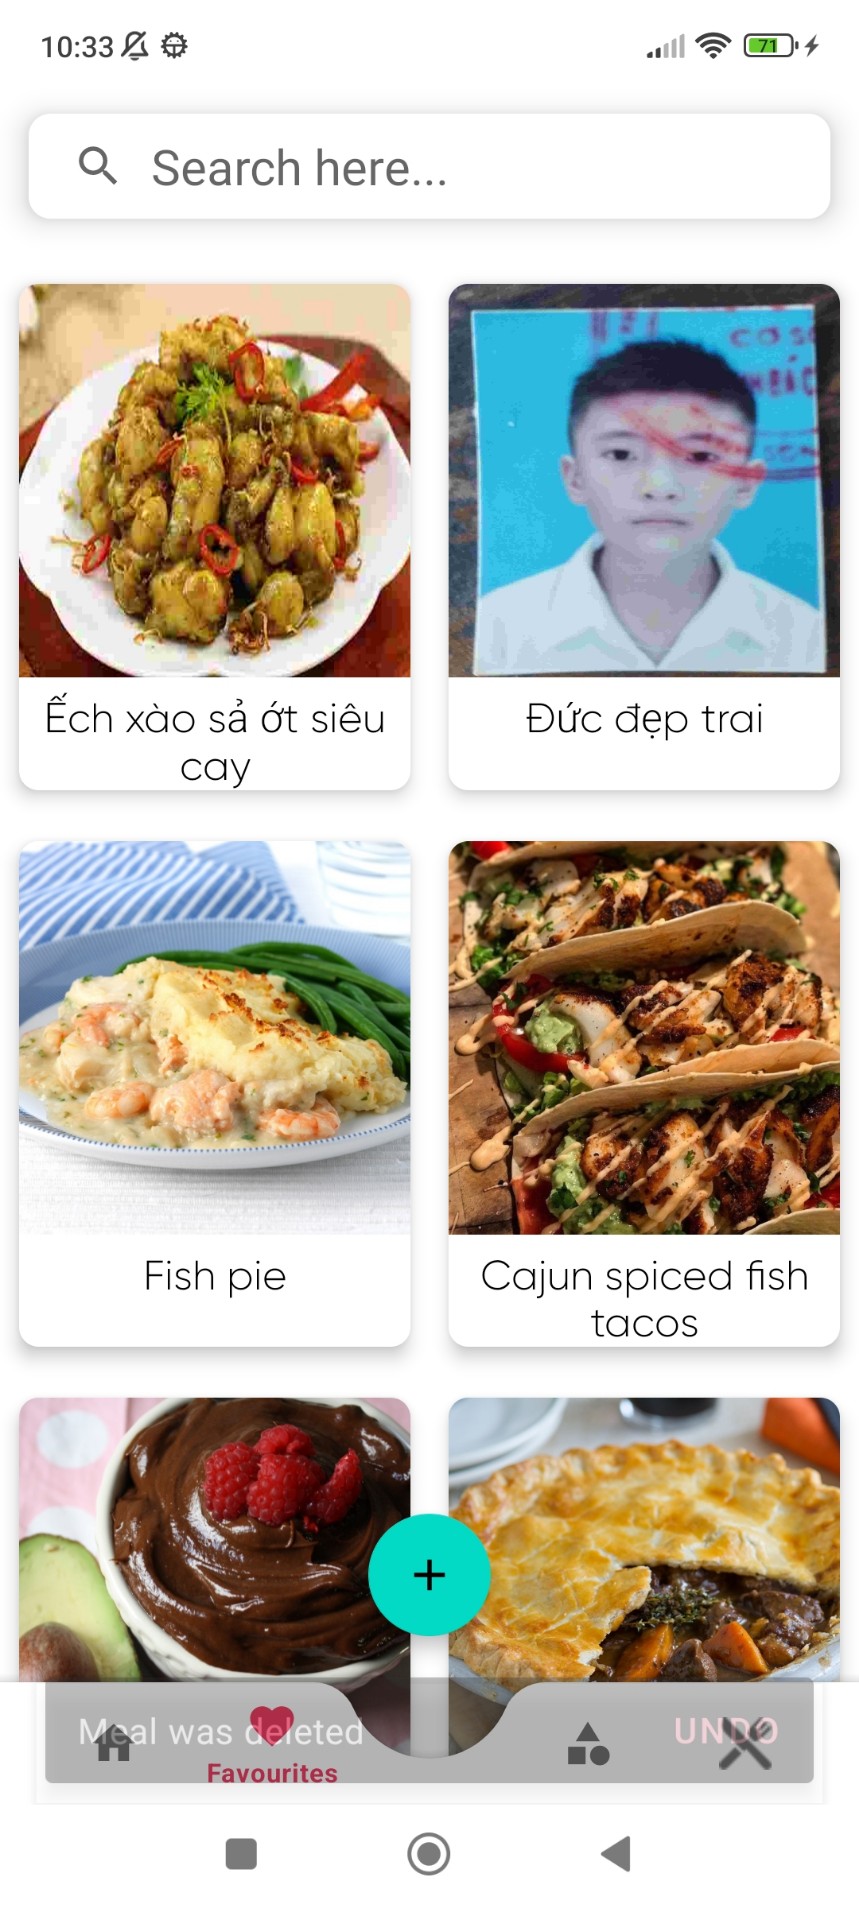 10:33
71
Search here...
Ếch xào sả ớt siêu
cay
Đức đẹp trai
Fish pie
Cajun spiced fish
tacos
Meal was deleted
UNDO
Favourites